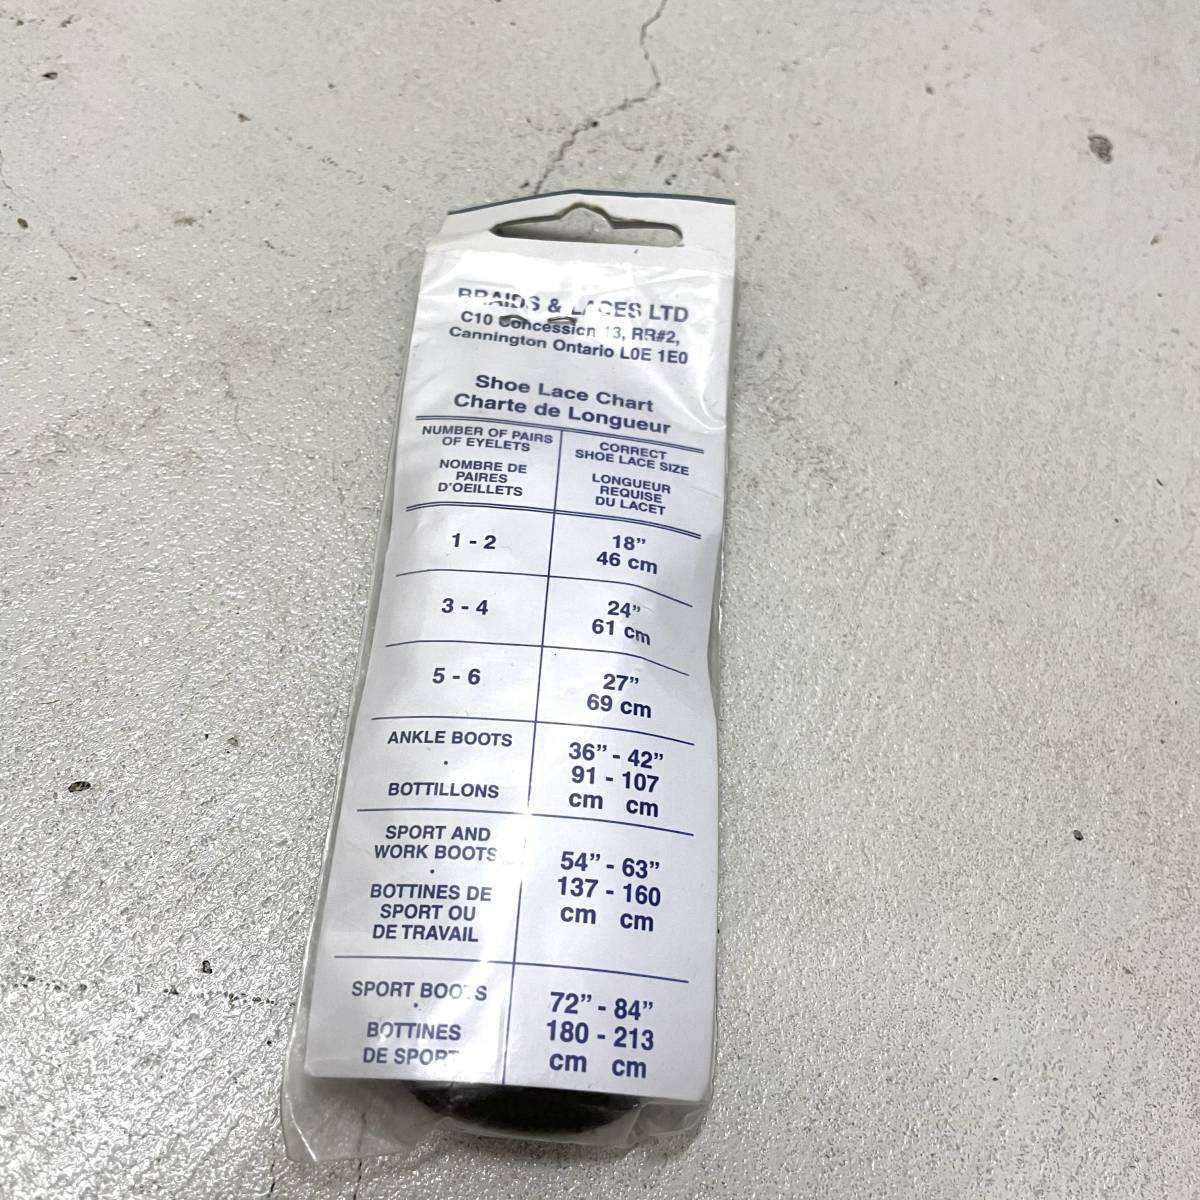 BRAIDS & LACES LTD
C10 Concession 13, RR#2,
Cannington Ontario L0E 1E0
Shoe Lace Chart
Charte de Longueur
NUMBER OF PAIRS
OF EYELETS
NOMBRE DE
PAIRES
D'OEILLETS
CORRECT
SHOE LACE SIZE
LONGUEUR
REQUISE
DU LACET
1 - 2
18”
46 cm
3 - 4
24”
61 cm
5 - 6
27”
69 cm
ANKLE BOOTS
•
BOTTILLONS
36” - 42”
91 - 107
cm cm
SPORT AND
WORK BOOTS
•
BOTTINES DE
SPORT OU
DE TRAVAIL
54” - 63”
137 - 160
cm cm
SPORT BOOTS
•
BOTTINES
DE SPORT
72” - 84”
180 - 213
cm cm